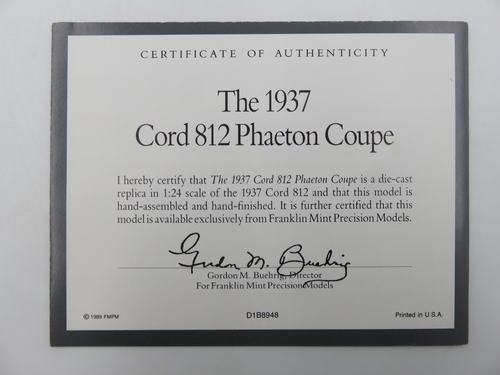 CERTIFICATE OF AUTHENTICITY
The 1937
Cord 812 Phaeton Coupe
I hereby certify that The 1937 Cord 812 Phaeton Coupe is a die-cast
replica in 1:24 scale of the 1937 Cord 812 and that this model is
hand-assembled and hand-finished. It is further certified that this
model is available exclusively from Franklin Mint Precision Models.
Gordon M. Buehrig
Gordon M. Buehrig, Director
For Franklin Mint Precision Models
© 1989 FMPM
D1B8948
Printed in U.S.A.